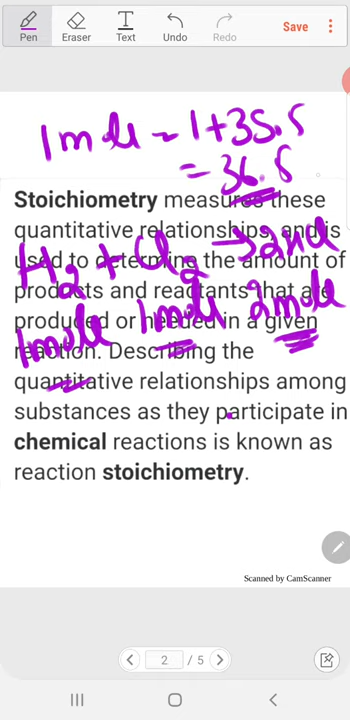 Pen
Eraser
Text
Undo
Redo
Save
1 mole = 1+35.5
= 36.5
Stoichiometry measures these
quantitative relationships, and is
used to determine the amount of
products and reactants that are
produced or needed in a given
reaction. Describing the
quantitative relationships among
substances as they participate in
chemical reactions is known as
reaction stoichiometry.
H2 + Cl2 → 2HCl
1mole 1mole 2mole
Scanned by CamScanner
2 / 5